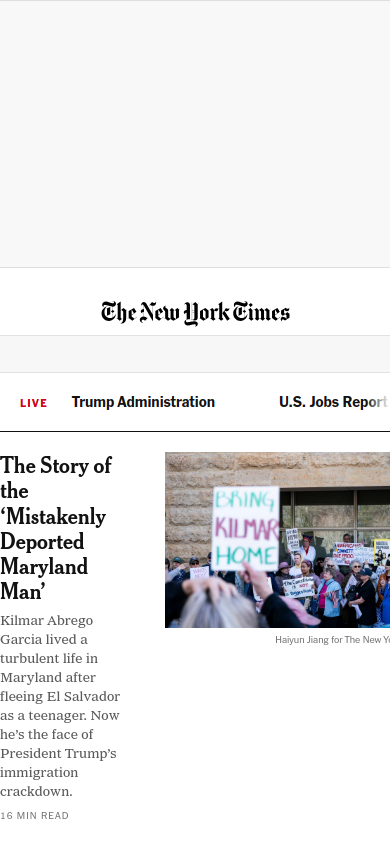 The New York Times
LIVE
Trump Administration
U.S. Jobs Report
The Story of
the
‘Mistakenly
Deported
Maryland
Man’
Kilmar Abrego
Garcia lived a
turbulent life in
Maryland after
fleeing El Salvador
as a teenager. Now
he’s the face of
President Trump’s
immigration
crackdown.
16 MIN READ
BRING
KILMAR
HOME
Haiyun Jiang for The New Yo